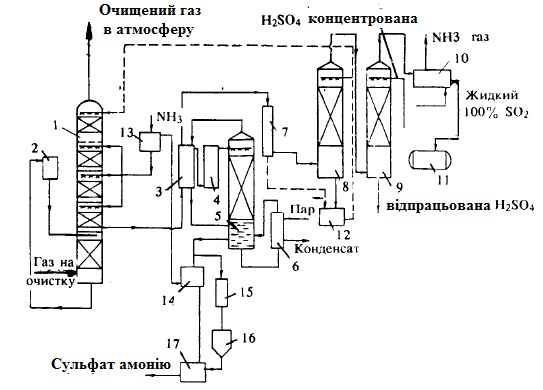 Очищений газ
в атмосферу
H₂SO₄ концентрована
NH3 газ
10
Жидкий
100% SO₂
1
2
13
NH₃
3
4
7
5
8
9
11
відпрацьована H₂SO₄
Пар
12
Конденсат
6
Газ на
очистку
14
15
16
17
Сульфат амонію